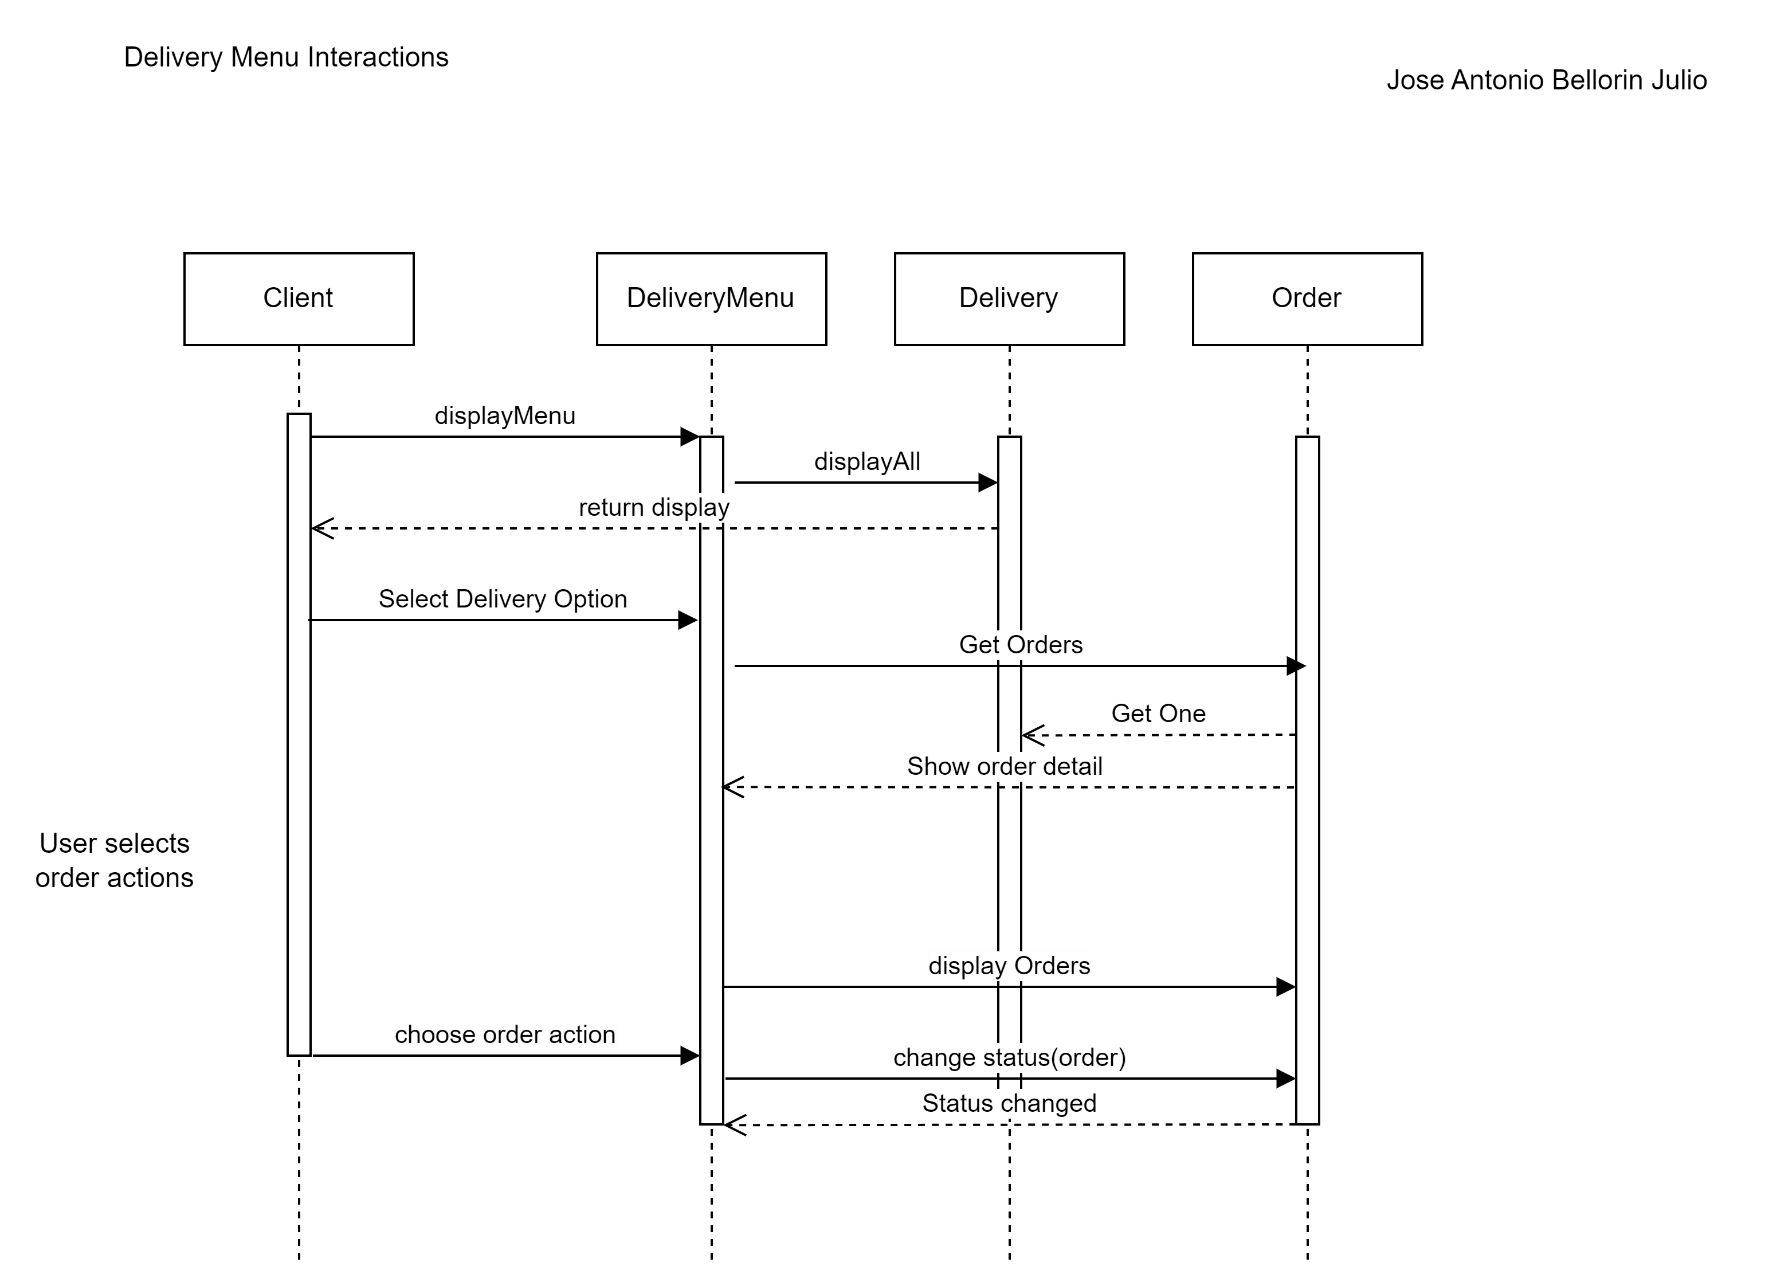 Delivery Menu Interactions
Jose Antonio Bellorin Julio
Client
DeliveryMenu
Delivery
Order
displayMenu
displayAll
return display
Select Delivery Option
Get Orders
Get One
Show order detail
User selects
order actions
display Orders
choose order action
change status(order)
Status changed